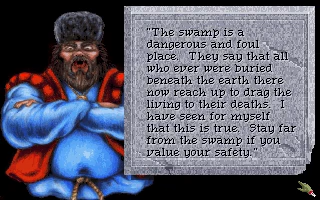 "The swamp is a
dangerous and foul
place. They say that all
who ever were buried
beneath the earth there
now reach up to drag the
living to their deaths. I
have seen for myself
that this is true. Stay far
from the swamp if you
value your safety."